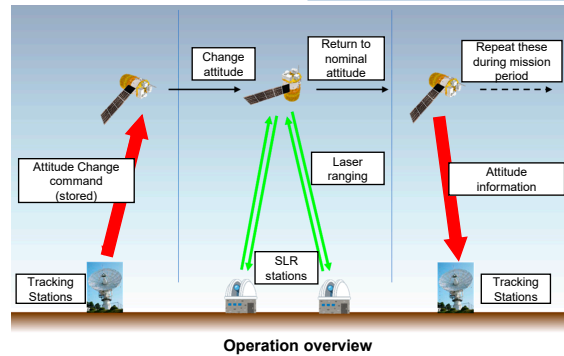 Change
attitude
Return to
nominal
attitude
Repeat these
during mission
period
Attitude Change
command
(stored)
Laser
ranging
Attitude
information
SLR
stations
Tracking
Stations
Tracking
Stations
Operation overview